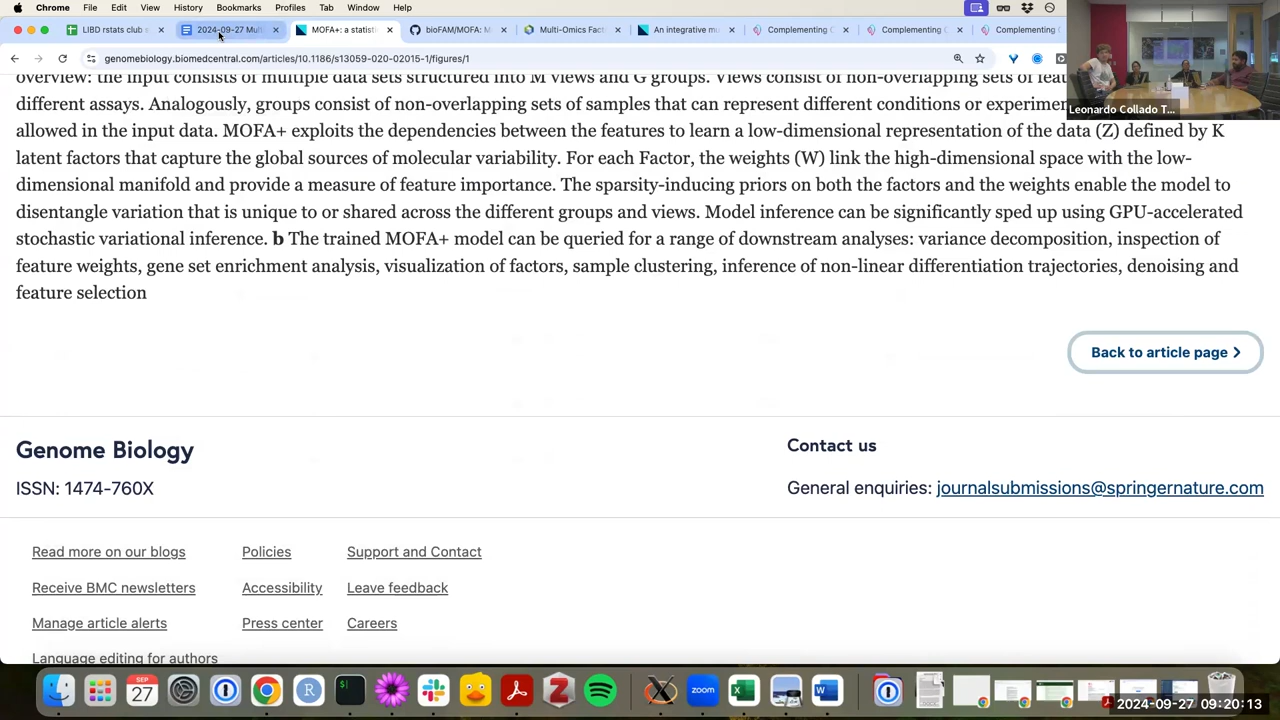 Chrome File Edit View History Bookmarks Profiles Tab Window Help
LIBD rstats club s
2024-09-27 Mul
MOFA+: a statist
bioFAM/MOFA: M
Multi-Omics Fact
An integrative m
Complementing
Complementing
Complementing
genomebiology.biomedcentral.com/articles/10.1186/s13059-020-02015-1/figures/1
overview: the input consists of multiple data sets structured into M views and G groups. Views consist of non-overlapping sets of feat
different assays. Analogously, groups consist of non-overlapping sets of samples that can represent different conditions or experimen
allowed in the input data. MOFA+ exploits the dependencies between the features to learn a low-dimensional representation of the data (Z) defined by K
latent factors that capture the global sources of molecular variability. For each Factor, the weights (W) link the high-dimensional space with the low-
dimensional manifold and provide a measure of feature importance. The sparsity-inducing priors on both the factors and the weights enable the model to
disentangle variation that is unique to or shared across the different groups and views. Model inference can be significantly sped up using GPU-accelerated
stochastic variational inference. b The trained MOFA+ model can be queried for a range of downstream analyses: variance decomposition, inspection of
feature weights, gene set enrichment analysis, visualization of factors, sample clustering, inference of non-linear differentiation trajectories, denoising and
feature selection
Leonardo Collado T...
Back to article page
Genome Biology
ISSN: 1474-760X
Contact us
General enquiries: journalsubmissions@springernature.com
Read more on our blogs
Receive BMC newsletters
Manage article alerts
Language editing for authors
Policies
Accessibility
Press center
Support and Contact
Leave feedback
Careers
SEP
27
zoom
2024-09-27 09:20:13